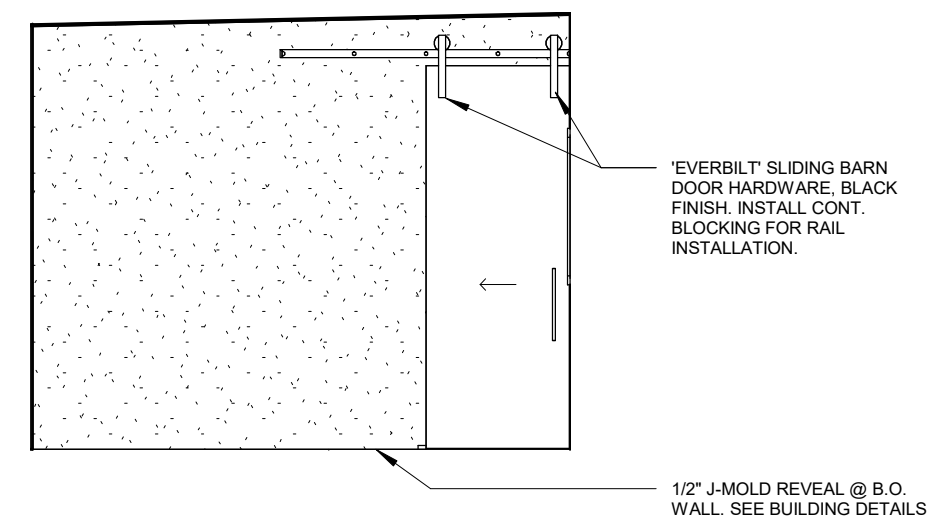 'EVERBILT' SLIDING BARN
DOOR HARDWARE, BLACK
FINISH. INSTALL CONT.
BLOCKING FOR RAIL
INSTALLATION.
1/2" J-MOLD REVEAL @ B.O.
WALL. SEE BUILDING DETAILS